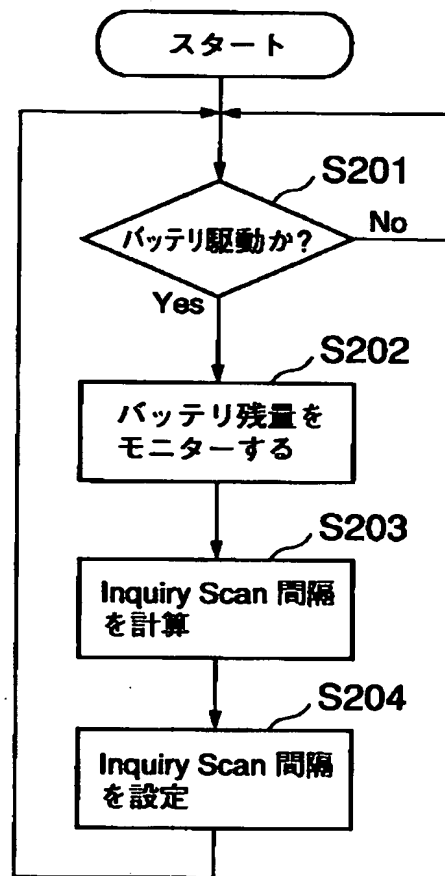 スタート
S201
バッテリ駆動か?
No
Yes
S202
バッテリ残量を
モニターする
S203
Inquiry Scan 間隔
を計算
S204
Inquiry Scan 間隔
を設定